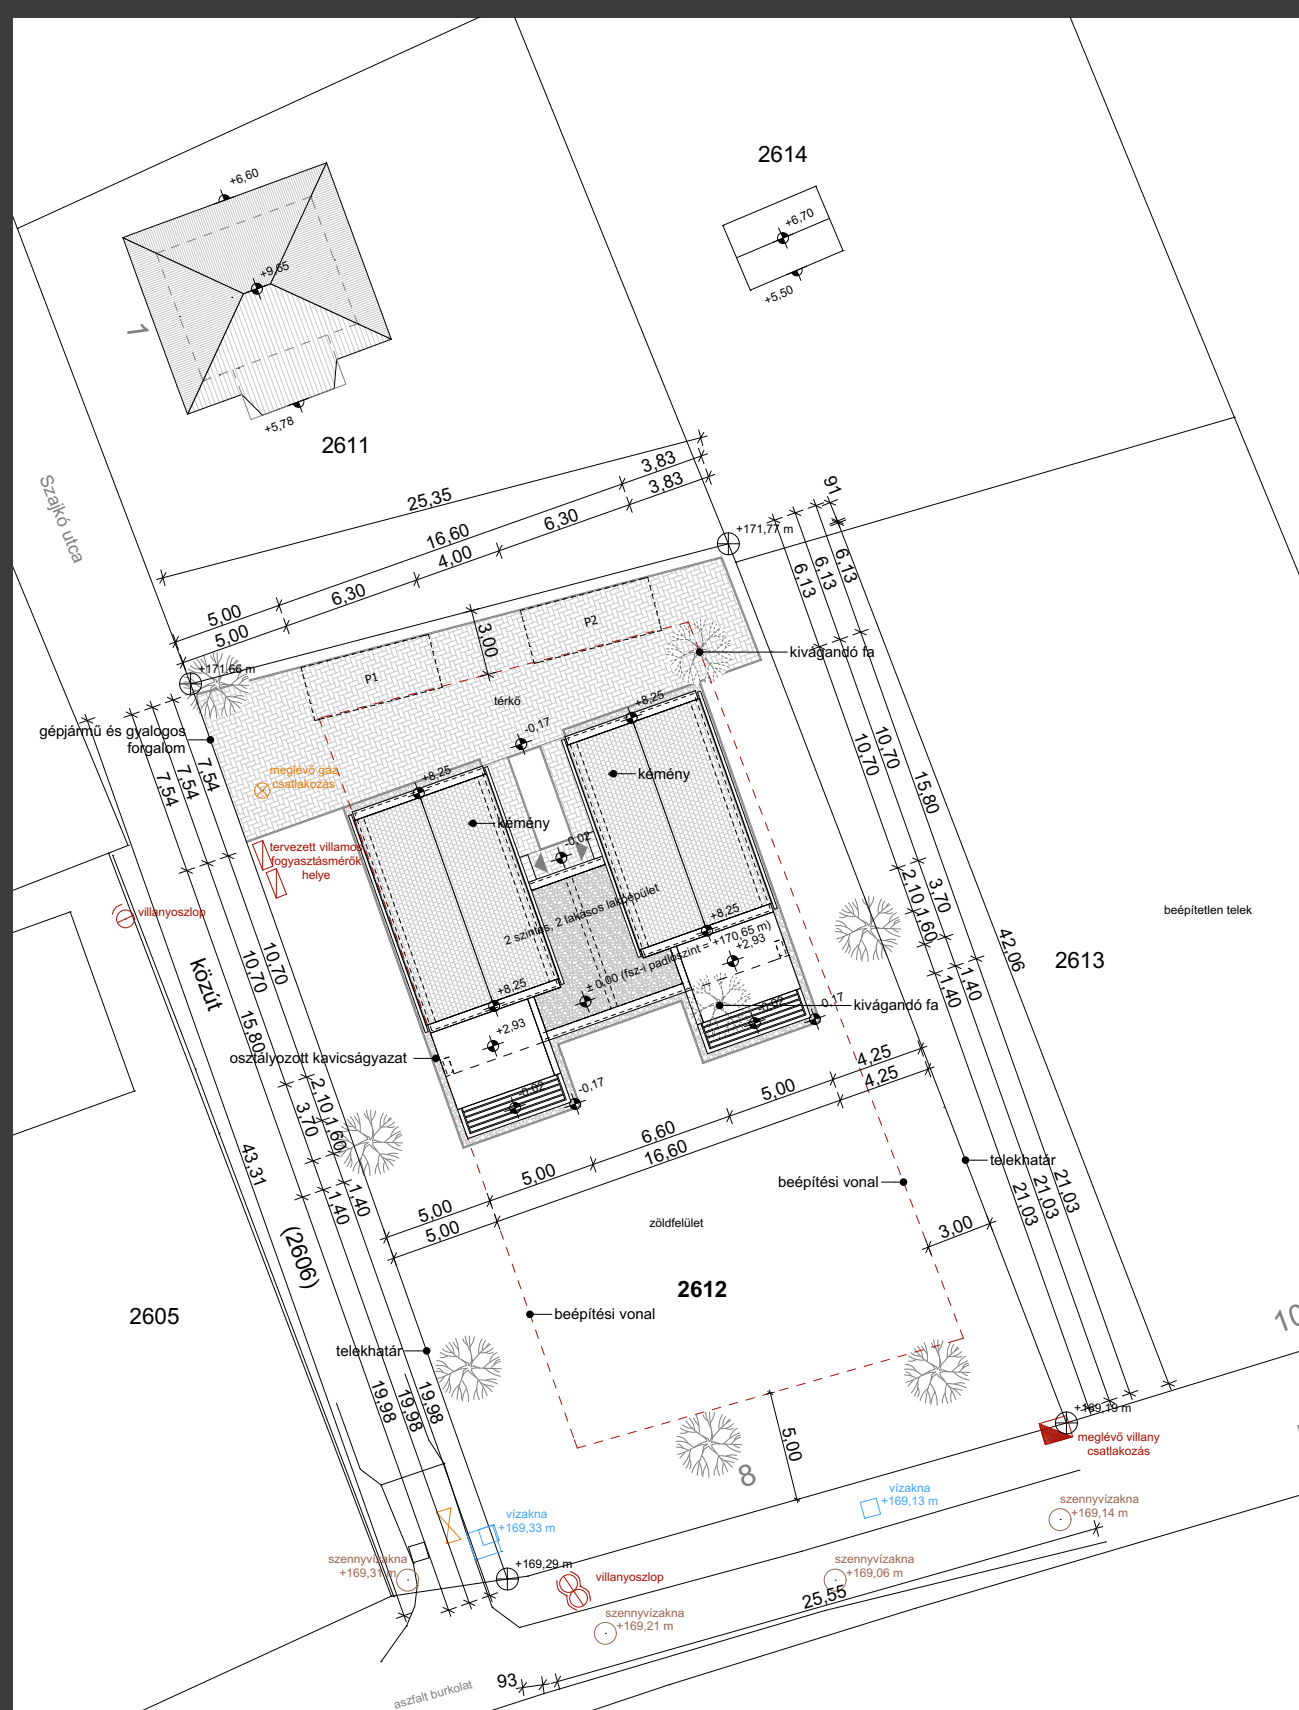 2614
+6,60
+6,70
+9,65
+5,50
1
+5,78
2611
Szajkó utca
3,83
3,83
25,35
91
6,30
16,60
4,00
+171,77 m
6,30
5,00
5,00
6,13
6,13
6,13
3,00
P2
P1
kivágandó fa
+171,66 m
térkő
+8,25
-0,17
gépjármű és gyalogos
forgalom
7,54
7,54
7,54
meglévő gáz
csatlakozás
+8,25
kémény
kémény
10,70
10,70
15,80
-0,02
tervezett villamos
fogyasztásmérők
helye
villanyoszlop
2 szintes, 2 lakásos lakóépület
± 0,00 (fsz-i padlószint = +170,65 m)
+8,25
+2,93
2,10
3,70
1,60
beépítetlen telek
2613
42,06
1,40
1,40
közút
10,70
10,70
15,80
+8,25
+2,93
-0,02
-0,17
kivágandó fa
osztályozott kavicságyazat
-0,02
-0,17
4,25
4,25
5,00
6,60
16,60
5,00
5,00
5,00
2,10
3,70
1,60
1,40
1,40
43,31
telekhatár
beépítési vonal
21,03
21,03
21,03
3,00
zöldfelület
(2606)
2612
2605
beépítési vonal
telekhatár
10
19,98
19,98
19,98
+169,19 m
meglévő villany
csatlakozás
5,00
8
vízakna
+169,13 m
szennyvízakna
+169,14 m
vízakna
+169,33 m
szennyvízakna
+169,31 m
+169,29 m
villanyoszlop
szennyvízakna
+169,06 m
25,55
szennyvízakna
+169,21 m
93
aszfalt burkolat